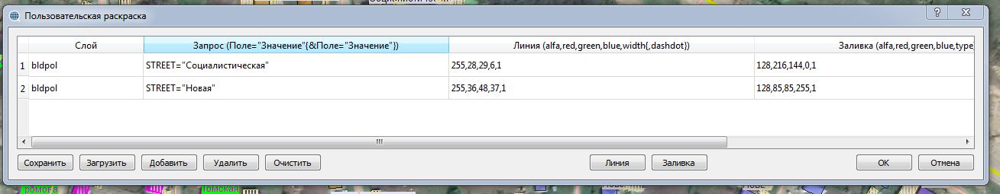 Пользовательская раскраска
Слой Запрос (Поле="Значение"{&Поле="Значение"}) Линия (alfa,red,green,blue,width{,dashdot}) Заливка (alfa,red,green,blue,type
1 bldpol STREET="Социалистическая" 255,28,29,6,1 128,216,144,0,1
2 bldpol STREET="Новая" 255,36,48,37,1 128,85,85,255,1
Сохранить Загрузить Добавить Удалить Очистить Линия Заливка OK Отмена
Томская